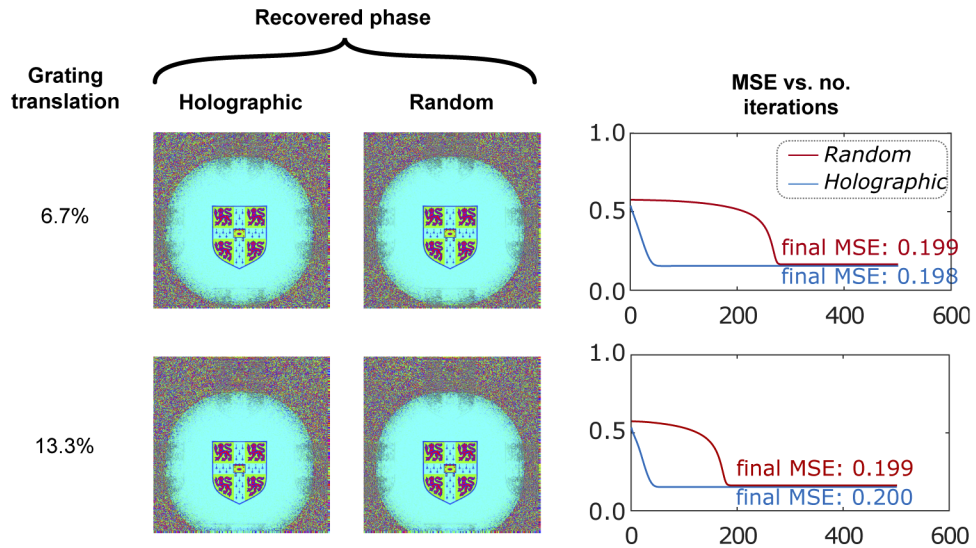 Recovered phase
Grating translation
Holographic
Random
MSE vs. no. iterations
6.7%
1.0
0.5
0.0
Random
Holographic
final MSE: 0.199
final MSE: 0.198
0
200
400
600
13.3%
1.0
0.5
0.0
final MSE: 0.199
final MSE: 0.200
0
200
400
600